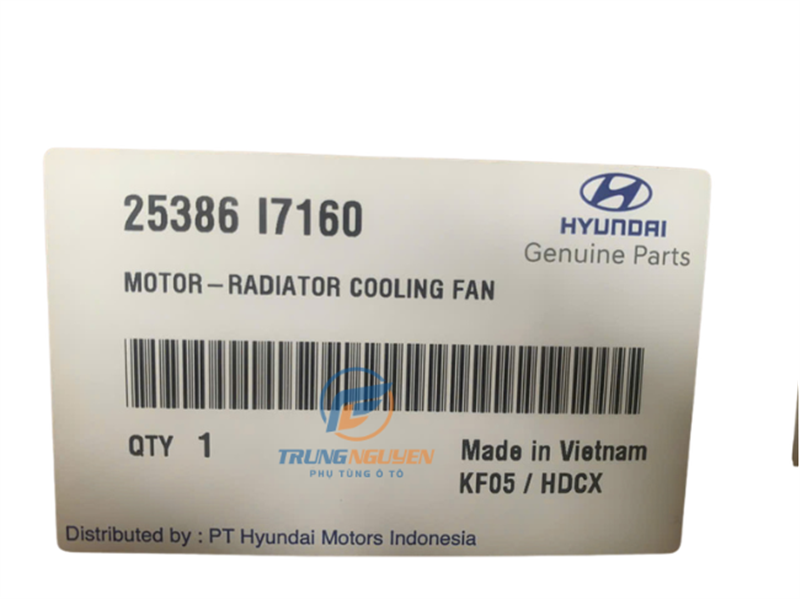 25386 I7160
HYUNDAI
Genuine Parts
MOTOR – RADIATOR COOLING FAN
QTY 1
TRUNG NGUYEN
PHỤ TÙNG Ô TÔ
Made in Vietnam
KF05 / HDCX
Distributed by : PT Hyundai Motors Indonesia